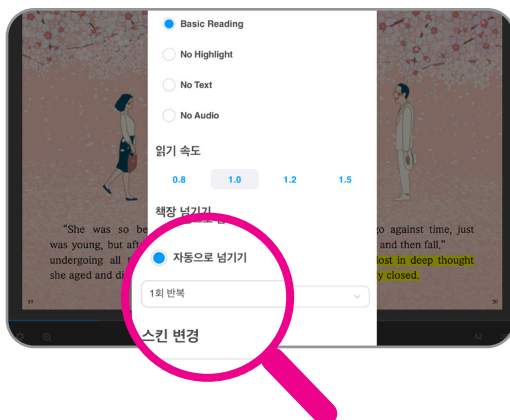 Basic Reading
No Highlight
No Text
No Audio
읽기 속도
0.8 1.0 1.2 1.5
책장 넘기기
자동으로 넘기기
1회 반복
스킨 변경
"She was so be
was young, but aft
undergoing all t
she aged and di
go against time, just
and then fall."
lost in deep thought
ly closed.